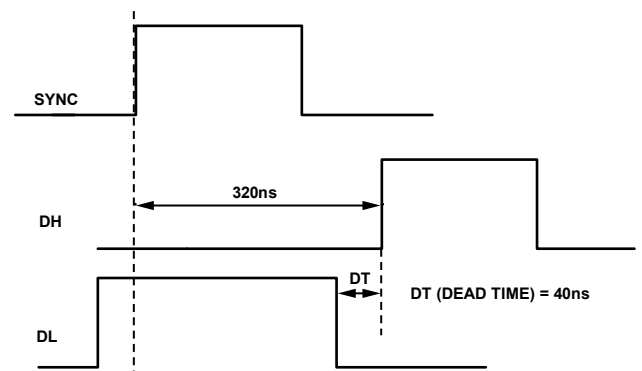 SYNC
320ns
DH
DT
DT (DEAD TIME) = 40ns
DL